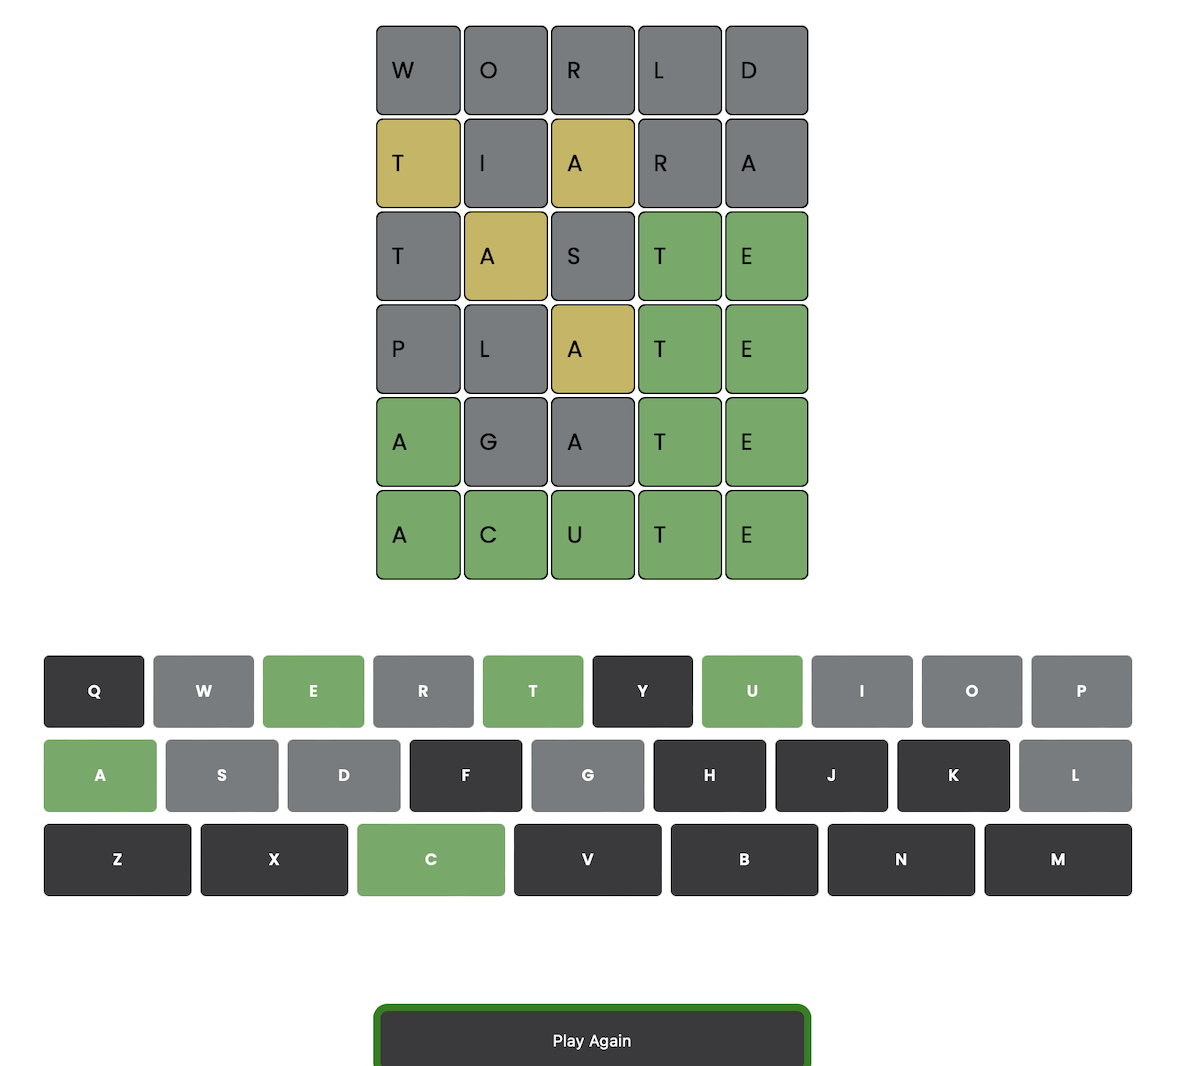 W O R L D
T I A R A
T A S T E
P L A T E
A G A T E
A C U T E
Q W E R T Y U I O P
A S D F G H J K L
Z X C V B N M
Play Again